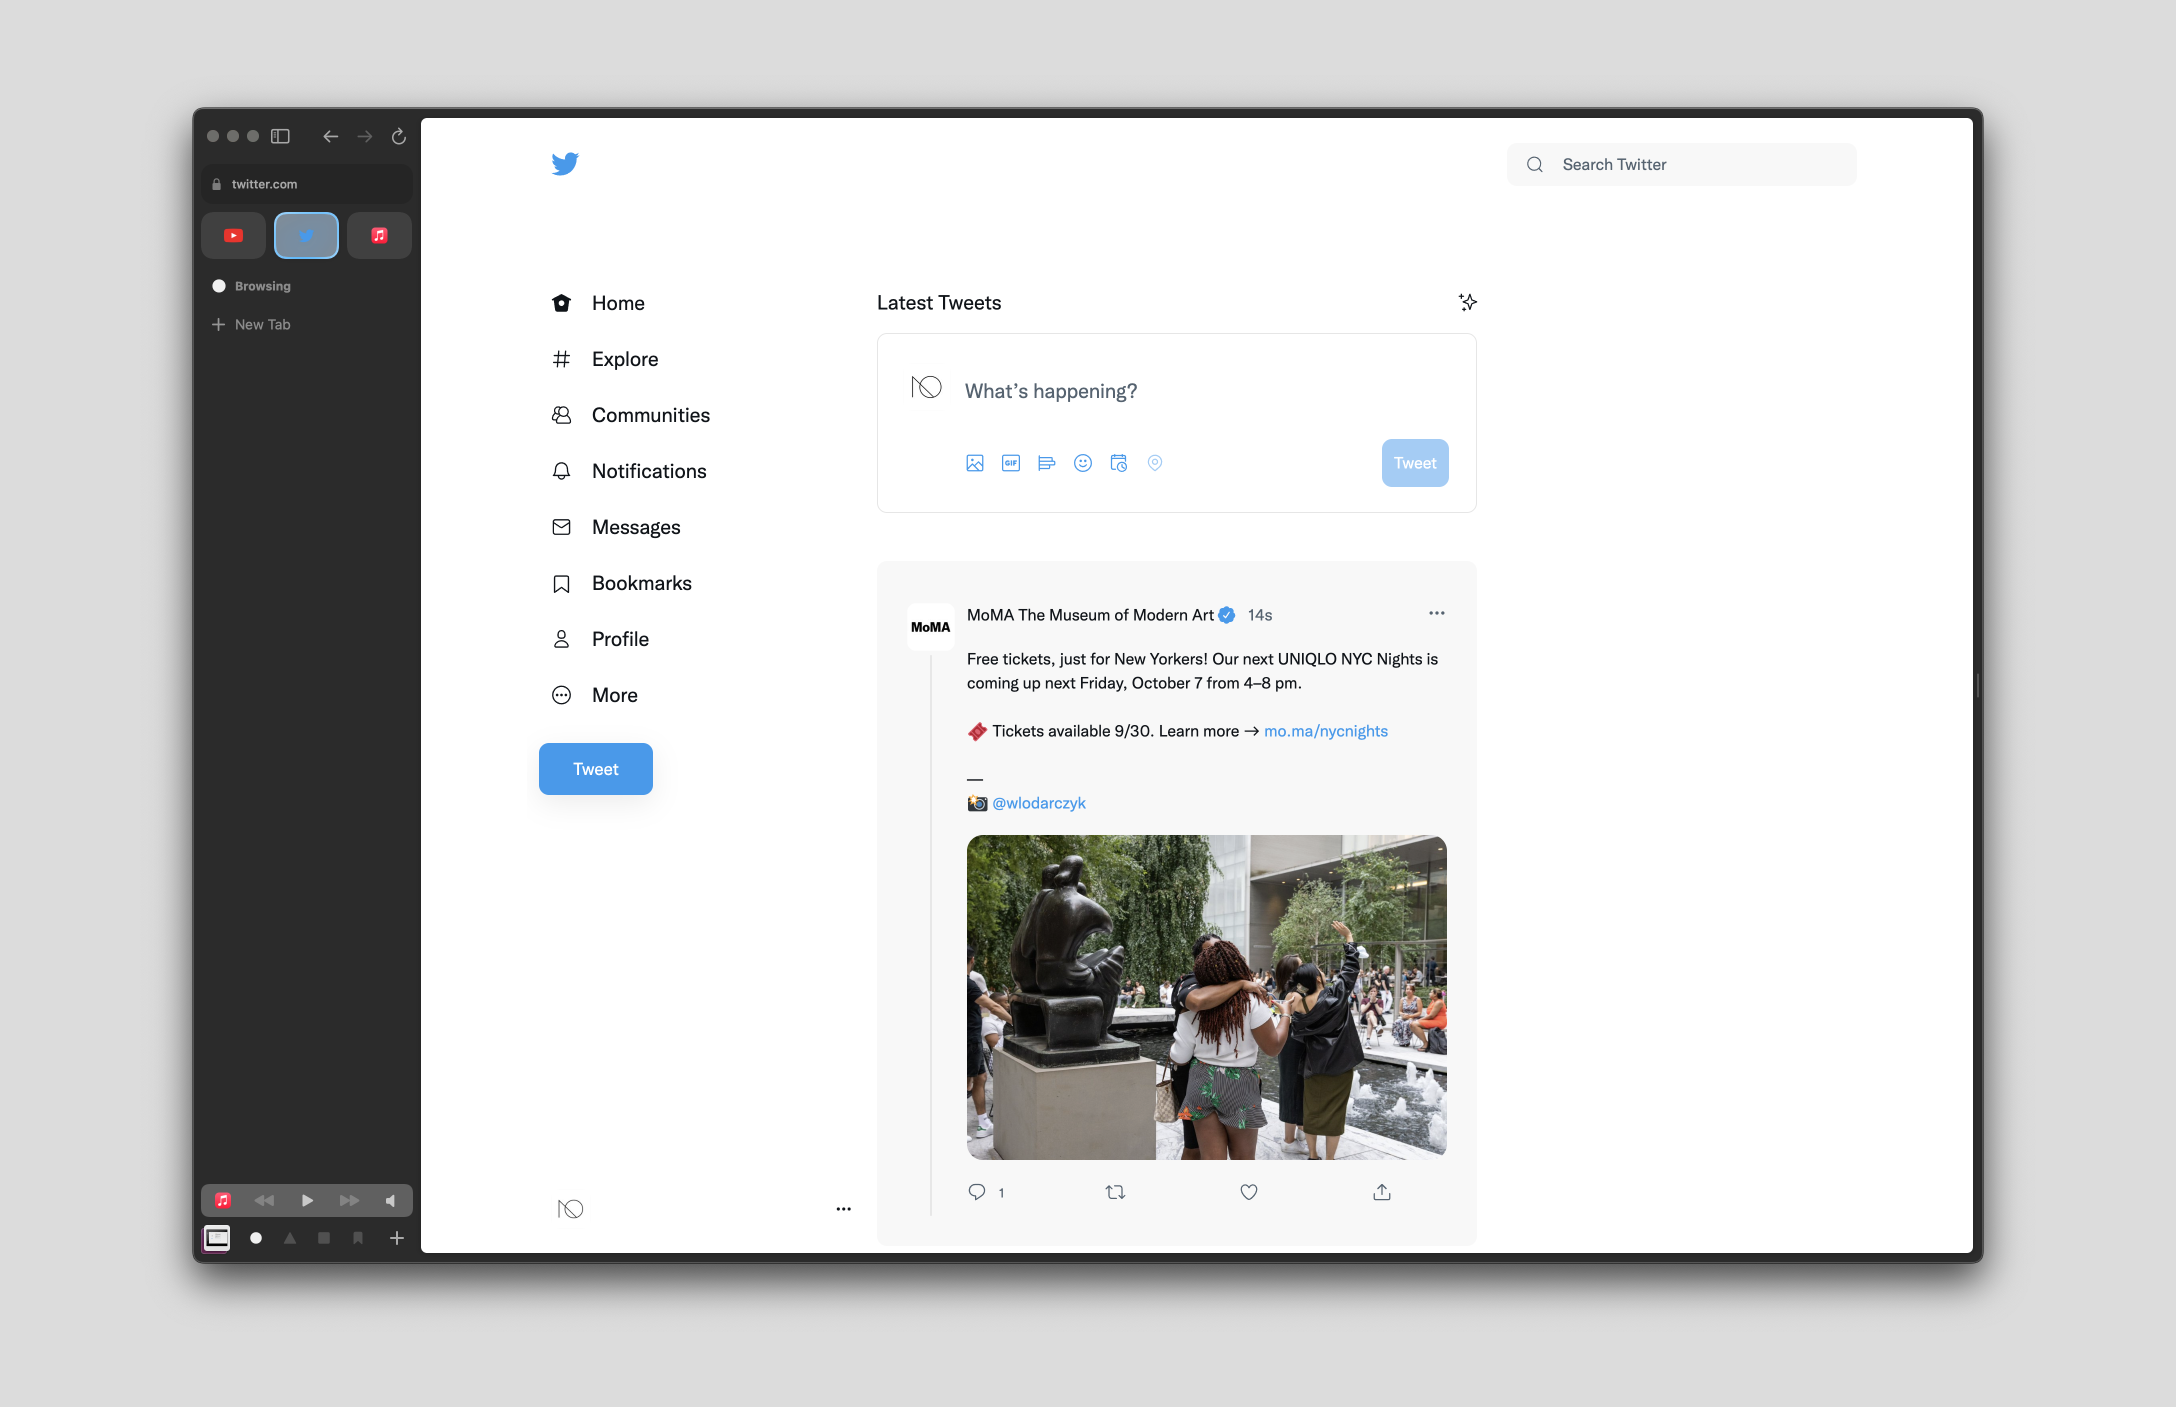 twitter.com
Browsing
New Tab
Search Twitter
Home
Explore
Communities
Notifications
Messages
Bookmarks
Profile
More
Tweet
Latest Tweets
What's happening?
GIF
Tweet
MoMA
MoMA The Museum of Modern Art 14s
Free tickets, just for New Yorkers! Our next UNIQLO NYC Nights is
coming up next Friday, October 7 from 4–8 pm.
Tickets available 9/30. Learn more → mo.ma/nycnights
—
@wlodarczyk
1